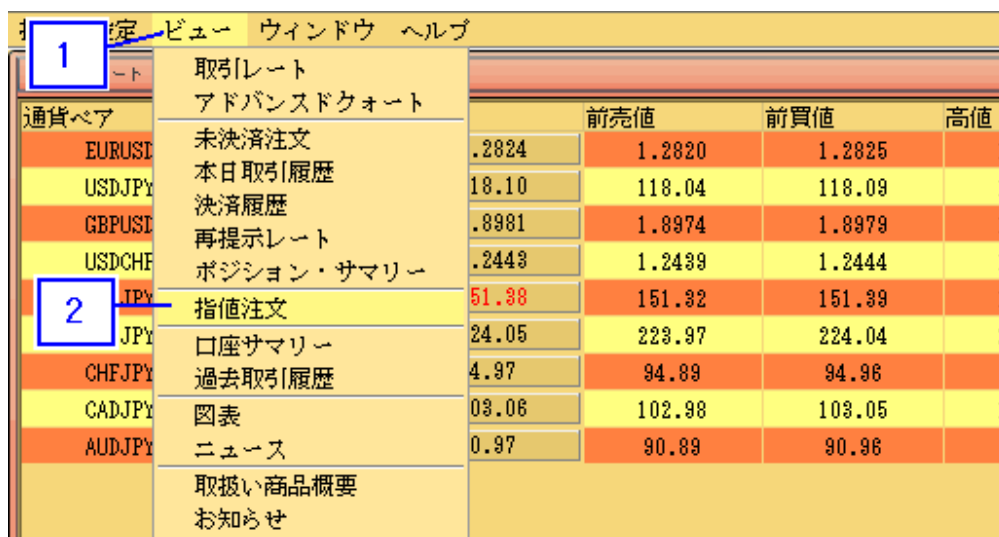 定 ビュー ウィンドウ ヘルプ
1
ート
取引レート
アドバンスドクォート
未決済注文
本日取引履歴
決済履歴
再提示レート
ポジション・サマリー
指値注文
2
口座サマリー
過去取引履歴
図表
ニュース
取扱い商品概要
お知らせ
通貨ペア 前売値 前買値 高値
EURUSD .2824 1.2820 1.2825
USDJPY 18.10 118.04 118.09
GBPUSD .8981 1.8974 1.8979
USDCHF .2443 1.2439 1.2444
JPY 51.38 151.32 151.39
JPY 24.05 223.97 224.04
CHFJPY 4.97 94.89 94.96
CADJPY 03.06 102.98 103.05
AUDJPY 0.97 90.89 90.96